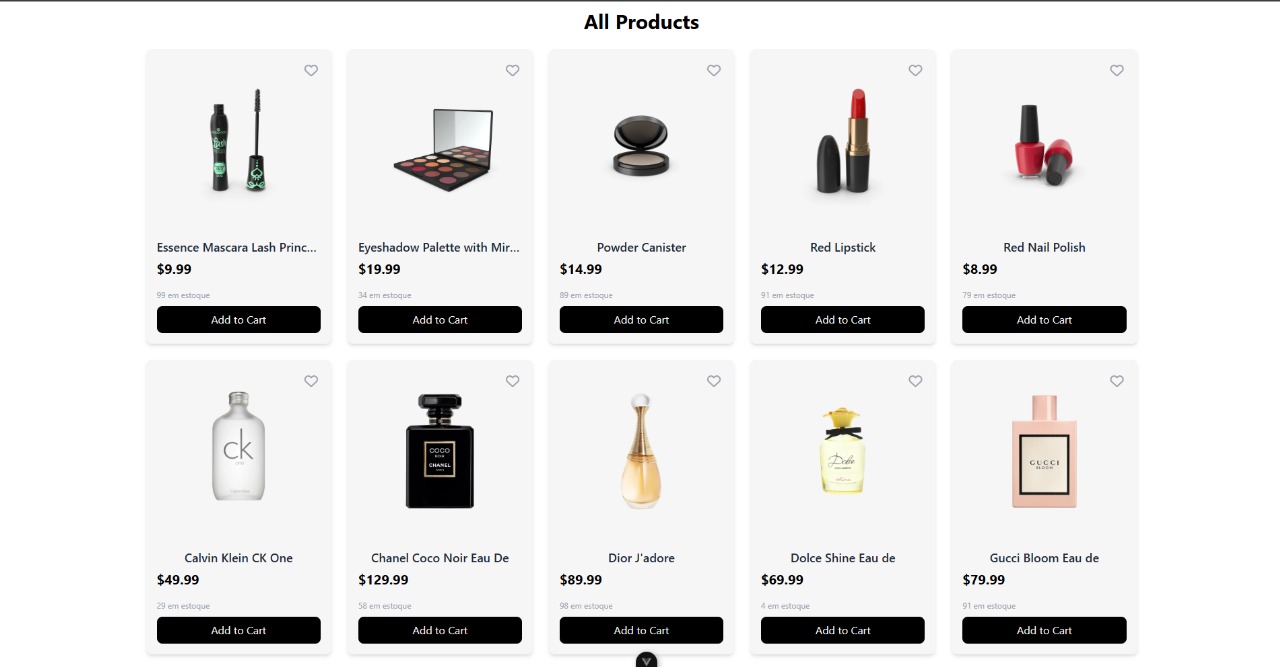 All Products
Essence Mascara Lash Princ...
$9.99
99 em estoque
Add to Cart
Eyeshadow Palette with Mir...
$19.99
34 em estoque
Add to Cart
Powder Canister
$14.99
89 em estoque
Add to Cart
Red Lipstick
$12.99
91 em estoque
Add to Cart
Red Nail Polish
$8.99
79 em estoque
Add to Cart
ck
one
Calvin Klein CK One
$49.99
29 em estoque
Add to Cart
COCO
NOIR
CHANEL
Chanel Coco Noir Eau De
$129.99
58 em estoque
Add to Cart
Dior J'adore
$89.99
98 em estoque
Add to Cart
Dolce
Dolce Shine Eau de
$69.99
4 em estoque
Add to Cart
GUCCI
BLOOM
Gucci Bloom Eau de
$79.99
91 em estoque
Add to Cart